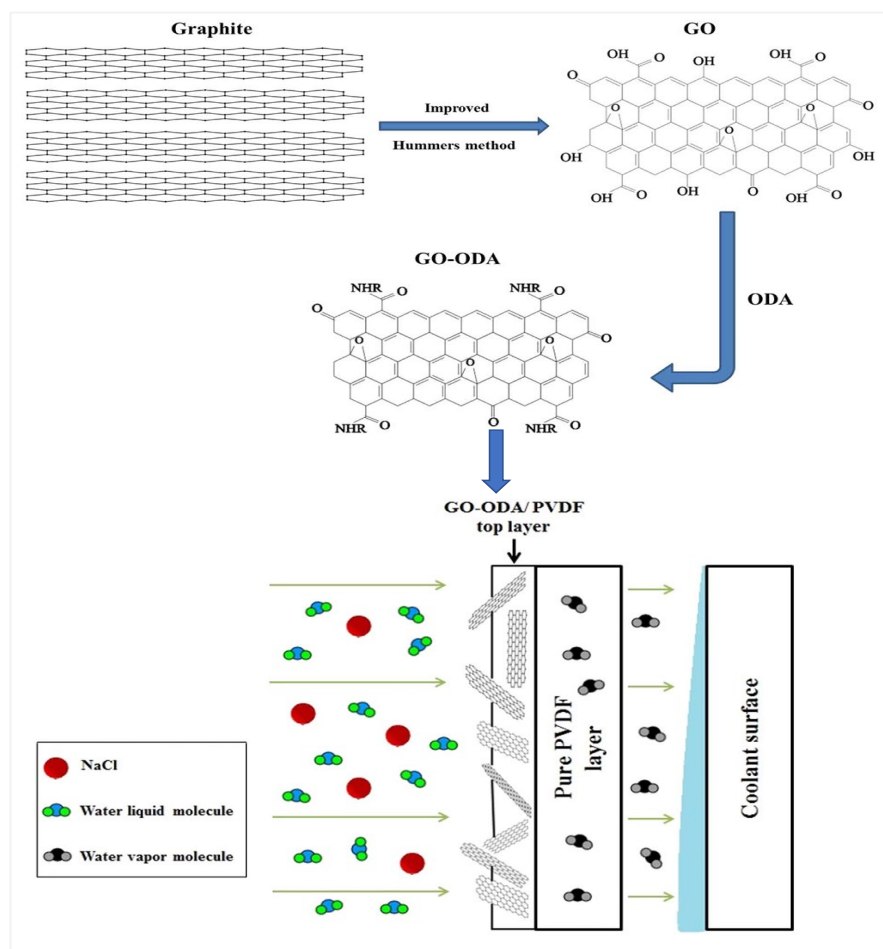 Graphite
GO
Improved
Hummers method
OH
O
OH
OH
O
O
O
O
O
O
OH
OH
O
OH
OH
O
O
OH
ODA
GO-ODA
NHR
O
NHR
O
O
O
O
O
O
NHR
O
O
NHR
O
GO-ODA/ PVDF
top layer
Pure PVDF
layer
Coolant surface
NaCl
Water liquid molecule
Water vapor molecule